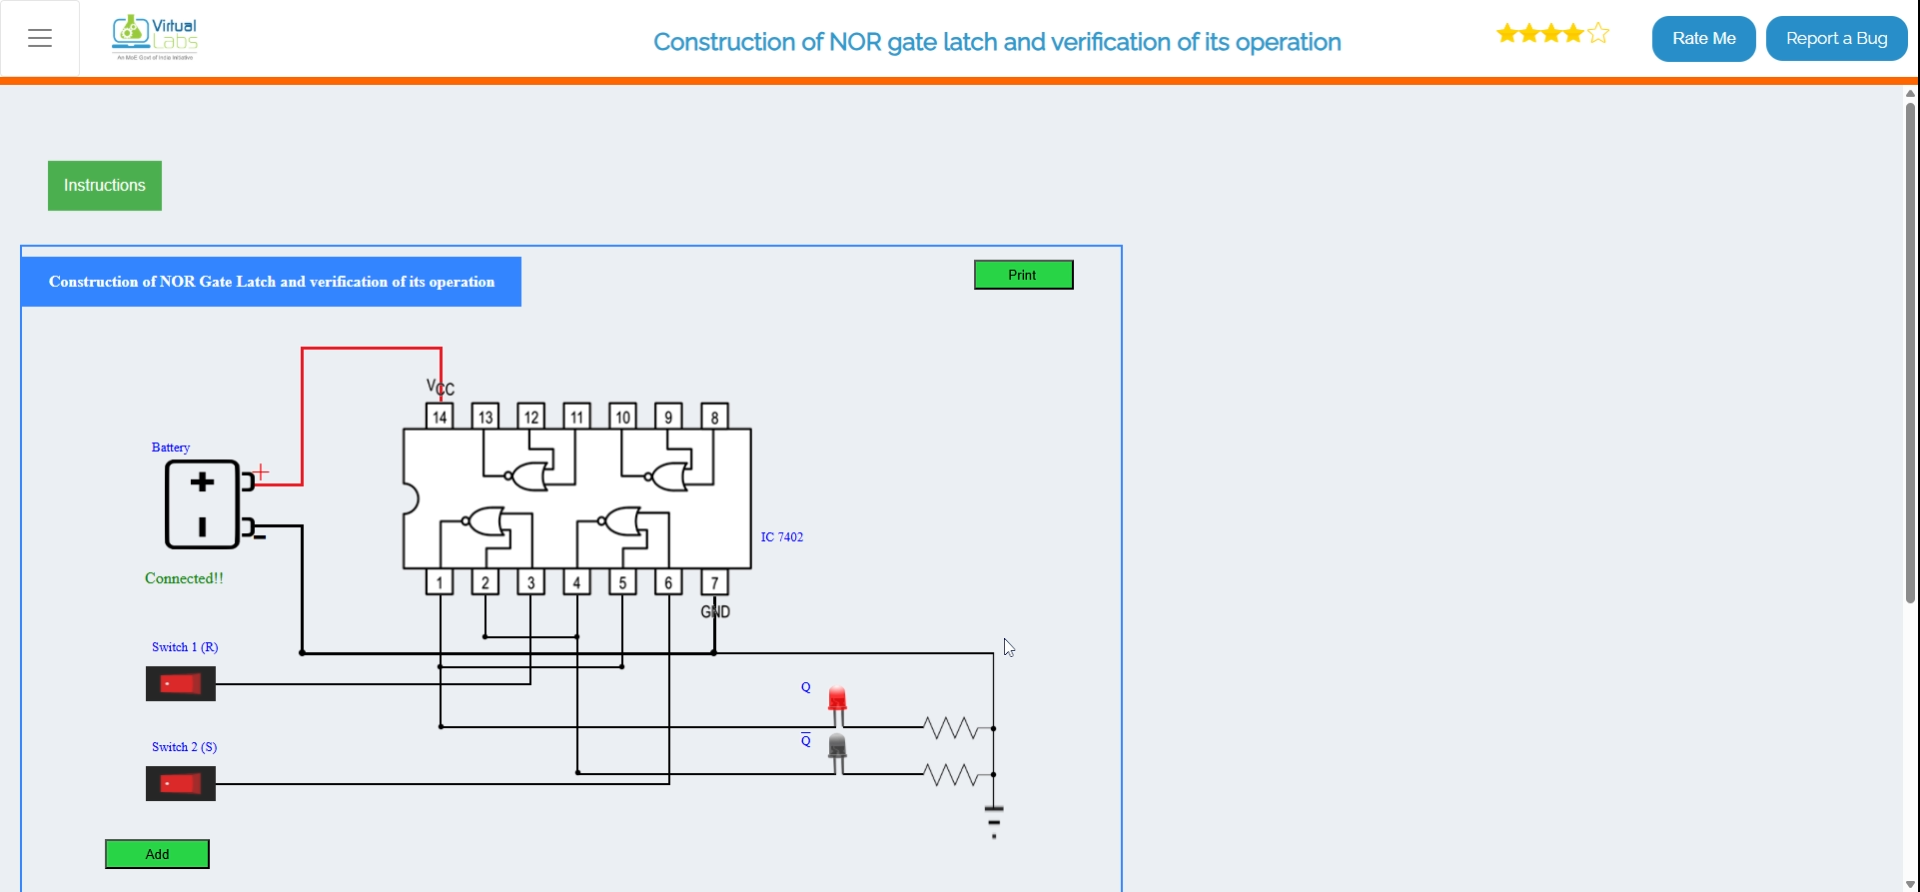 Virtual
Labs
An MoE Govt of India Initiative
Construction of NOR gate latch and verification of its operation
Rate Me
Report a Bug
Instructions
Construction of NOR Gate Latch and verification of its operation
Print
VCC
14 13 12 11 10 9 8
Battery
+
IC 7402
Connected!!
1 2 3 4 5 6 7
GND
Switch 1 (R)
Q
Q̅
Switch 2 (S)
Add